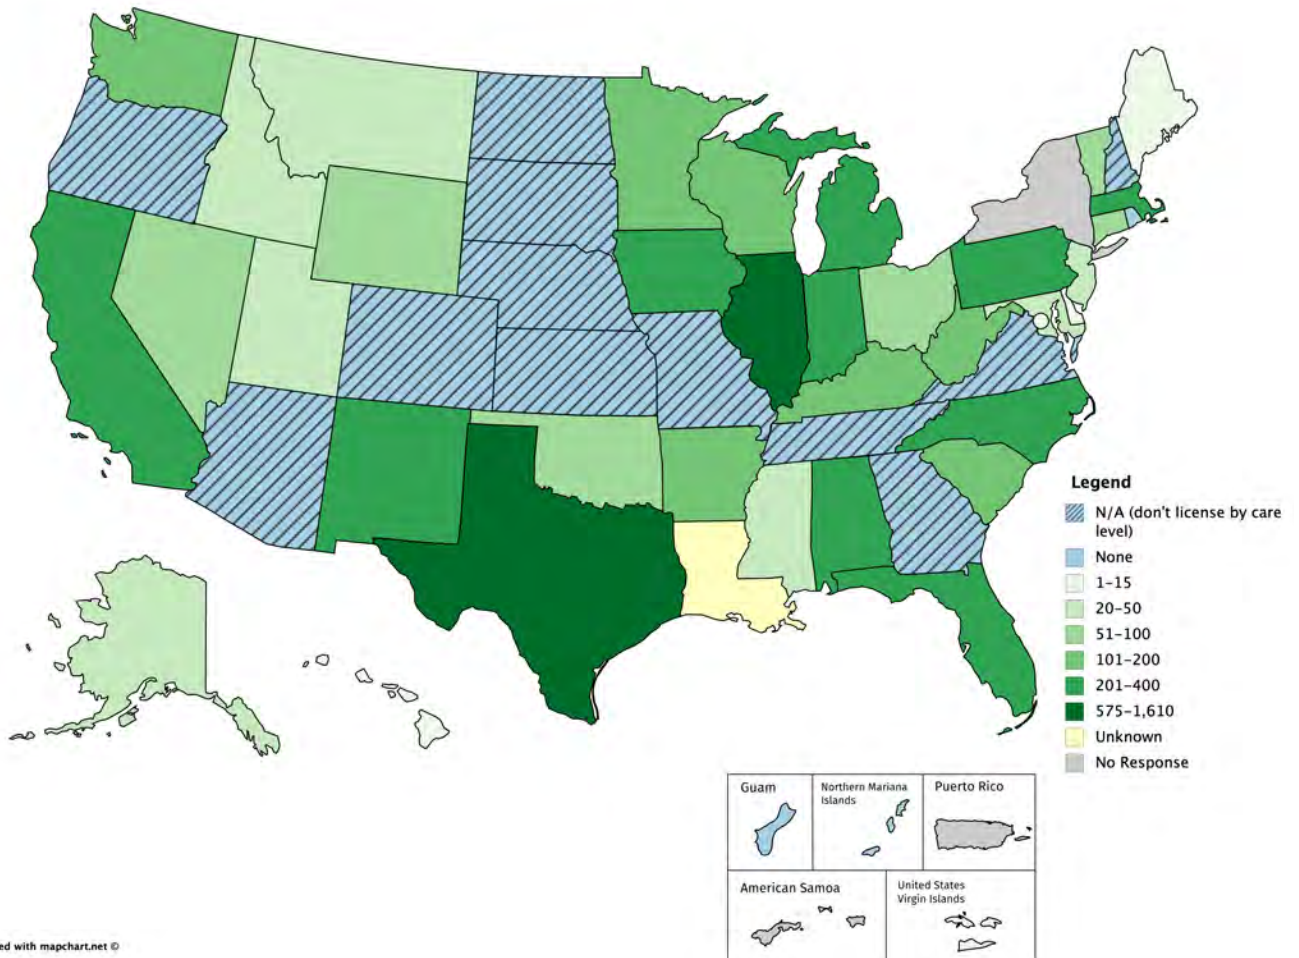 Legend
N/A (don't license by care
level)
None
1–15
20–50
51–100
101–200
201–400
575–1,610
Unknown
No Response
Guam
Northern Mariana
Islands
Puerto Rico
American Samoa
United States
Virgin Islands
ed with mapchart.net ©